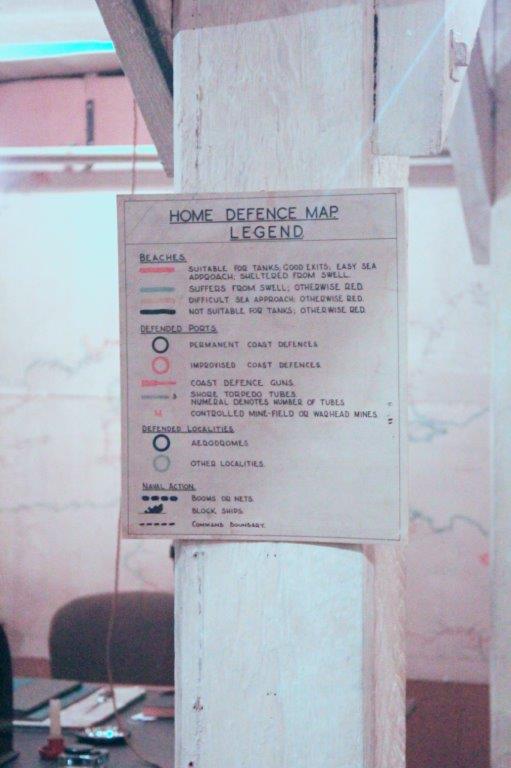 HOME DEFENCE MAP
LEGEND
BEACHES
SUITABLE FOR TANKS; GOOD EXITS; EASY SEA
APPROACH; SHELTERED FROM SWELL.
SUFFERS FROM SWELL; OTHERWISE RED.
DIFFICULT SEA APPROACH; OTHERWISE RED.
NOT SUITABLE FOR TANKS; OTHERWISE RED.
DEFENDED PORTS
PERMANENT COAST DEFENCES
IMPROVISED COAST DEFENCES
COAST DEFENCE GUNS.
3 SHORE TORPEDO TUBES.
NUMERAL DENOTES NUMBER OF TUBES
M CONTROLLED MINE-FIELD OR WARHEAD MINES
DEFENDED LOCALITIES
AERODROMES
OTHER LOCALITIES.
NAVAL ACTION.
BOOMS OR NETS.
BLOCK SHIPS.
COMMAND BOUNDARY.